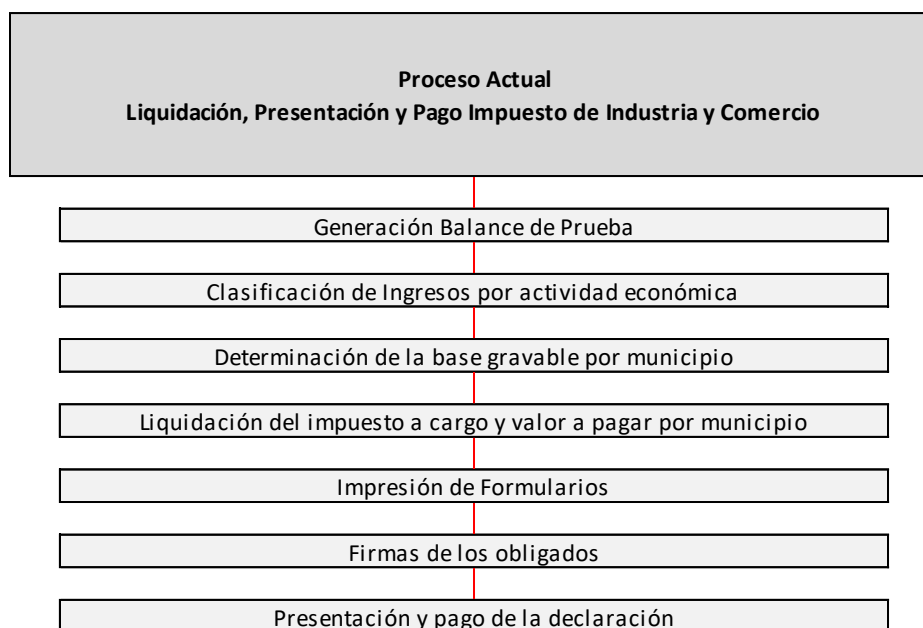 Proceso Actual
Liquidación, Presentación y Pago Impuesto de Industria y Comercio
Generación Balance de Prueba
Clasificación de Ingresos por actividad económica
Determinación de la base gravable por municipio
Liquidación del impuesto a cargo y valor a pagar por municipio
Impresión de Formularios
Firmas de los obligados
Presentación y pago de la declaración